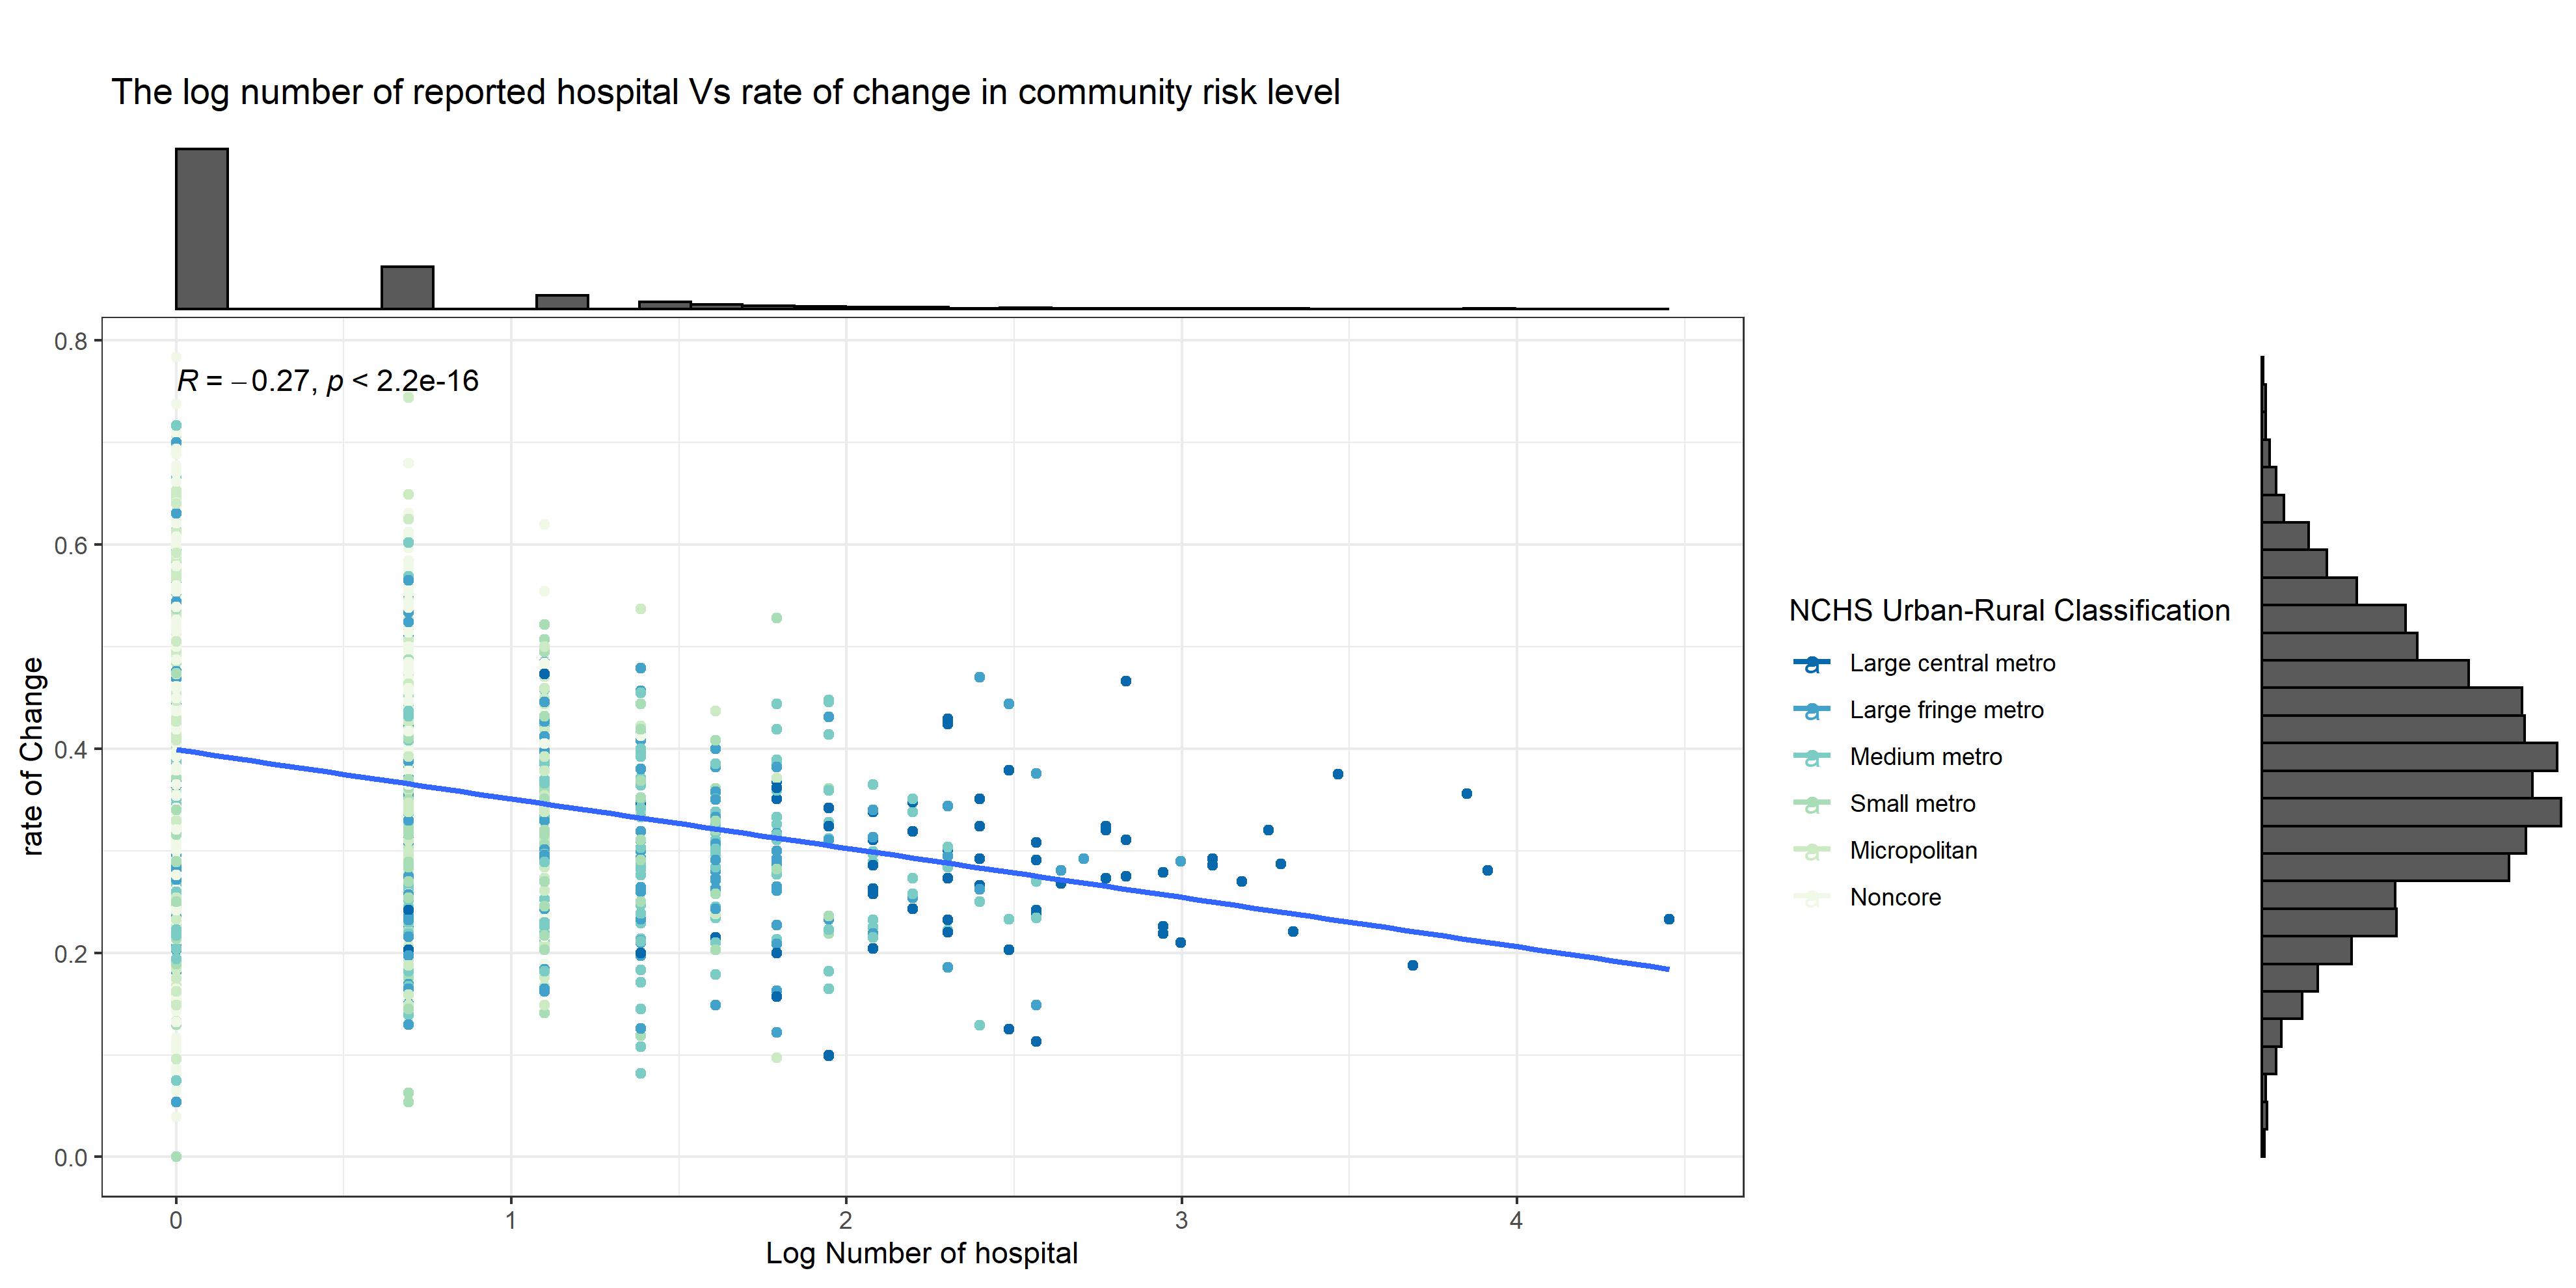 The log number of reported hospital Vs rate of change in community risk level
R = −0.27, p < 2.2e-16
0.8
0.6
0.4
0.2
0.0
rate of Change
0 1 2 3 4
Log Number of hospital
NCHS Urban-Rural Classification
a Large central metro
a Large fringe metro
a Medium metro
a Small metro
a Micropolitan
a Noncore